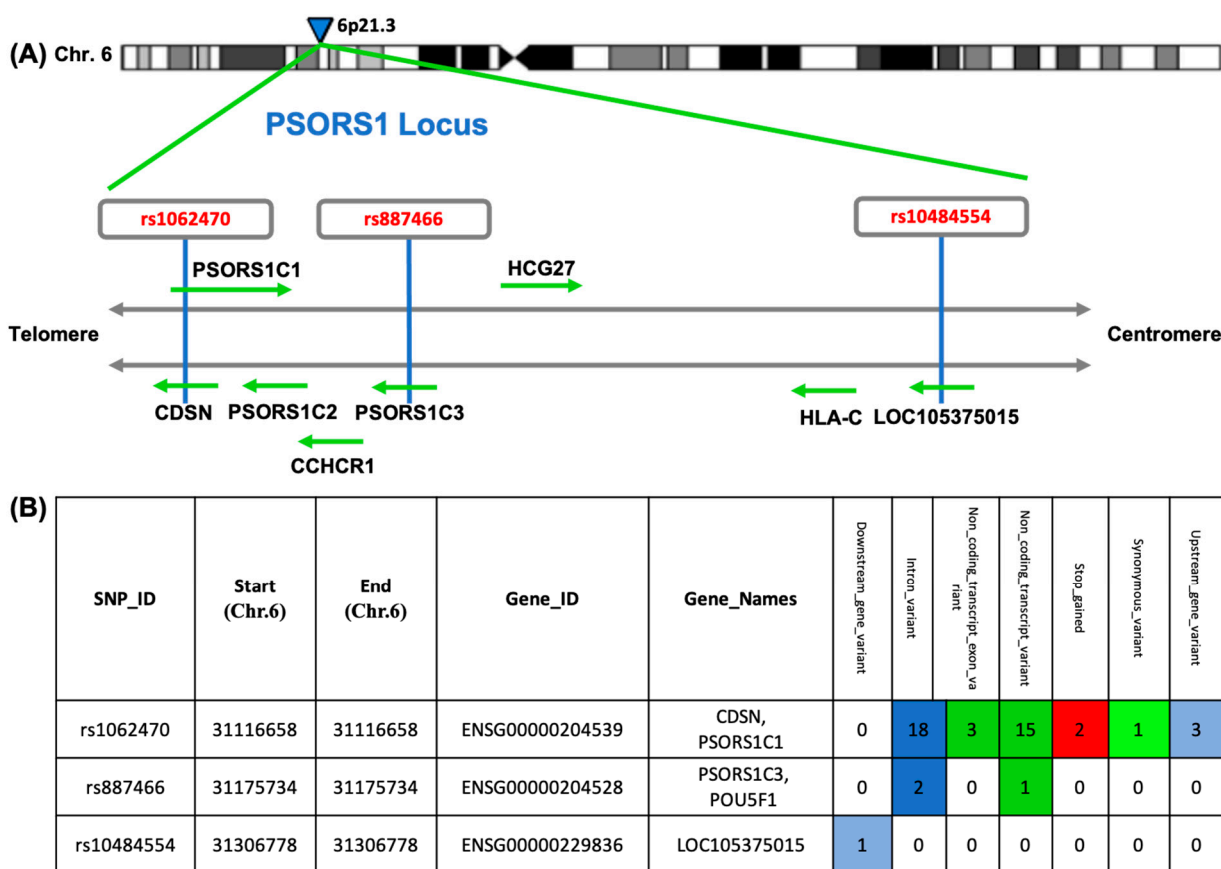 6p21.3
(A) Chr. 6
PSORS1 Locus
rs1062470 rs887466 rs10484554
PSORS1C1 HCG27
Telomere Centromere
CDSN PSORS1C2 PSORS1C3 HLA-C LOC105375015
CCHCR1
(B)
SNP_ID Start (Chr.6) End (Chr.6) Gene_ID Gene_Names Downstream_gene_variant Intron_variant Non_coding_transcript_exon_va
riant Non_coding_transcript_variant Stop_gained Synonymous_variant Upstream_gene_variant
rs1062470 31116658 31116658 ENSG00000204539 CDSN, 0 18 3 15 2 1 3
PSORS1C1
rs887466 31175734 31175734 ENSG00000204528 PSORS1C3, 0 2 0 1 0 0 0
POU5F1
rs10484554 31306778 31306778 ENSG00000229836 LOC105375015 1 0 0 0 0 0 0